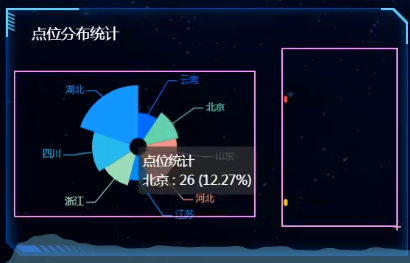 点位分布统计
湖北
云南
北京
四川
山东
点位统计
北京 : 26 (12.27%)
浙江
河北
江苏